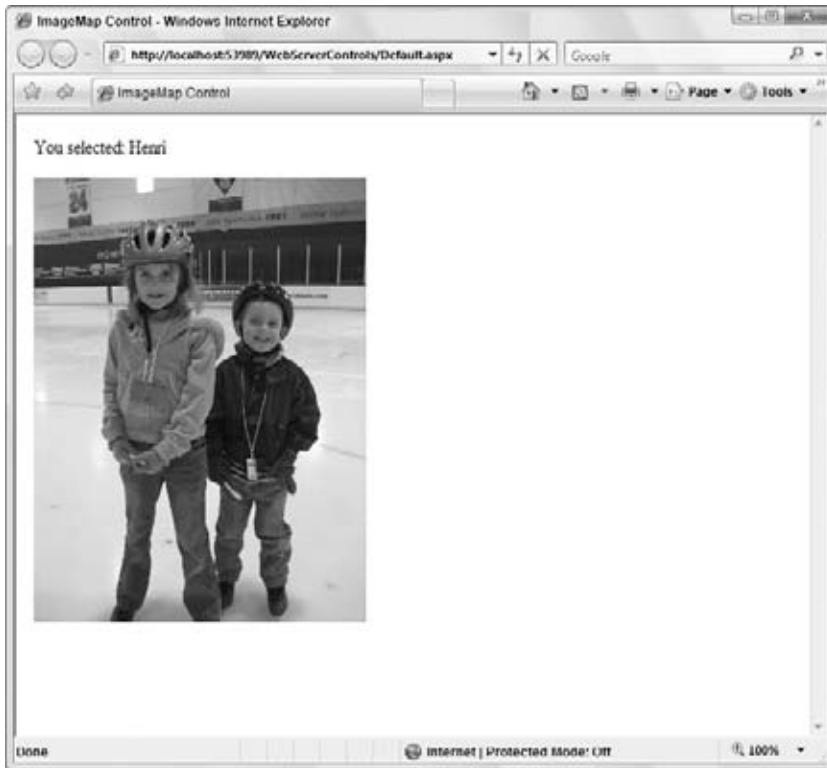 ImageMap Control - Windows Internet Explorer
http://localhost:53989/WebServerControls/Default.aspx
Google
ImageMap Control
Page
Tools
You selected: Henri
24
Done
Internet | Protected Mode: Off
100%